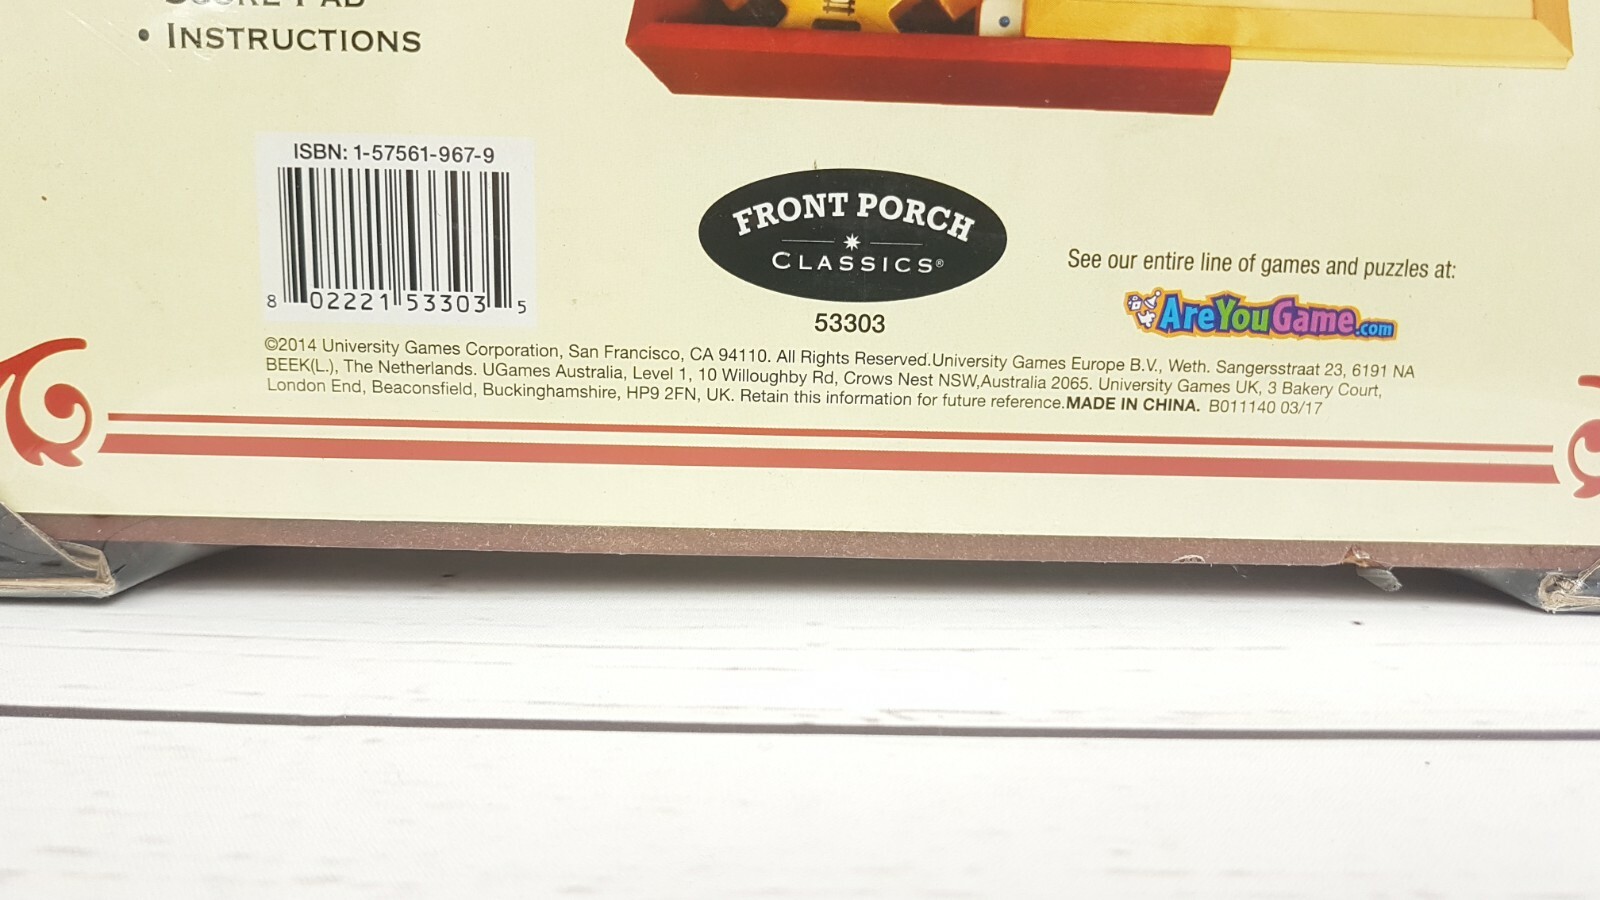 SCORE PAD
• INSTRUCTIONS
ISBN: 1-57561-967-9
8 02221 53303 5
FRONT PORCH
CLASSICS®
53303
See our entire line of games and puzzles at:
AreYouGame.com
©2014 University Games Corporation, San Francisco, CA 94110. All Rights Reserved.University Games Europe B.V., Weth. Sangersstraat 23, 6191 NA
BEEK(L.), The Netherlands. UGames Australia, Level 1, 10 Willoughby Rd, Crows Nest NSW,Australia 2065. University Games UK, 3 Bakery Court,
London End, Beaconsfield, Buckinghamshire, HP9 2FN, UK. Retain this information for future reference.MADE IN CHINA. B011140 03/17